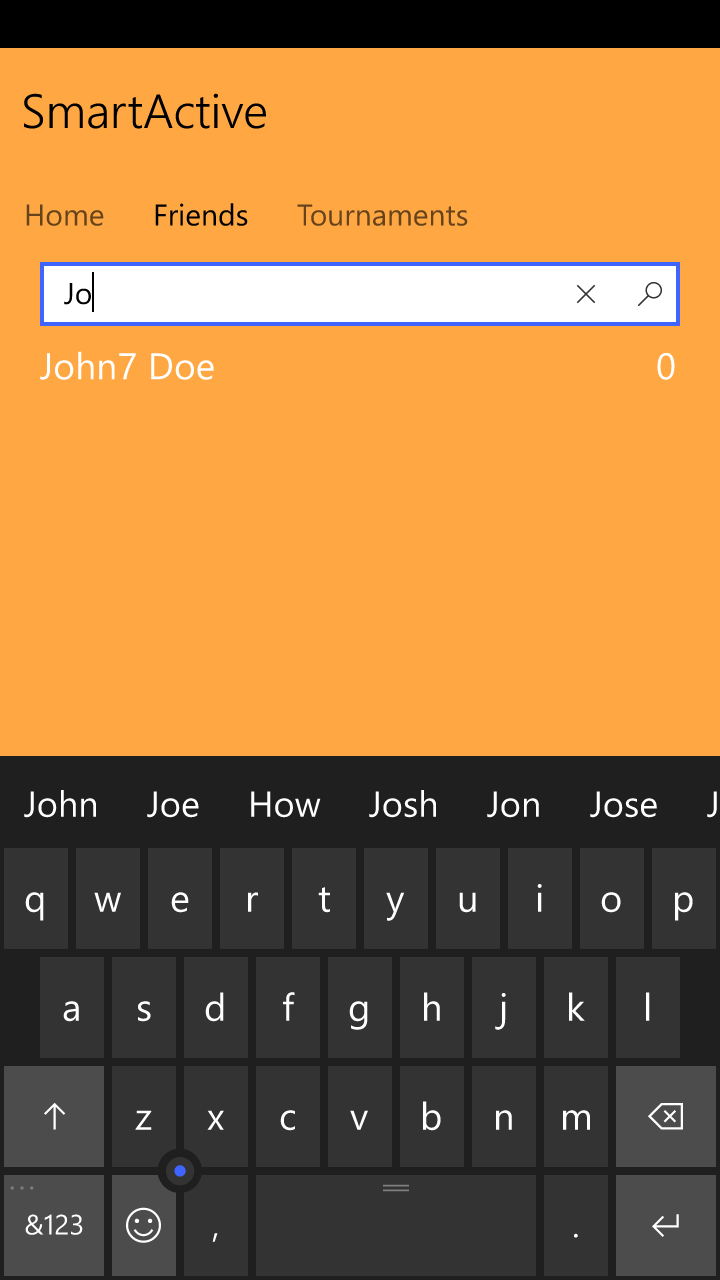 SmartActive
Home Friends Tournaments
Jo
John7 Doe 0
John Joe How Josh Jon Jose J
q w e r t y u i o p
a s d f g h j k l
z x c v b n m
&123 , .